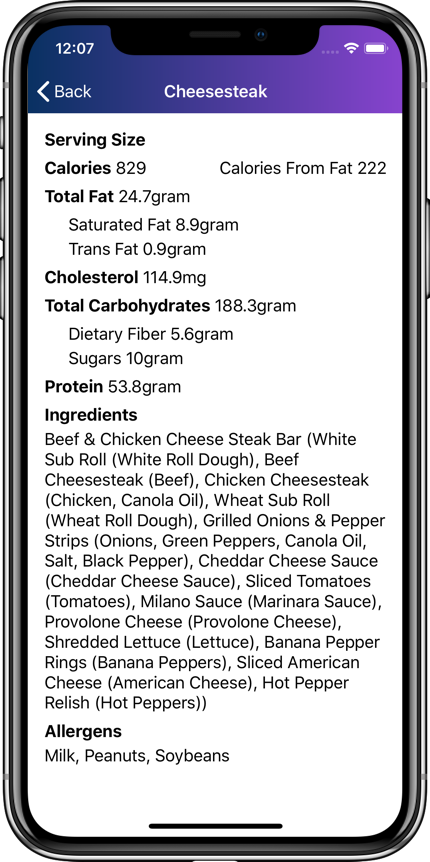 12:07
Back Cheesesteak
Serving Size
Calories 829 Calories From Fat 222
Total Fat 24.7gram
Saturated Fat 8.9gram
Trans Fat 0.9gram
Cholesterol 114.9mg
Total Carbohydrates 188.3gram
Dietary Fiber 5.6gram
Sugars 10gram
Protein 53.8gram
Ingredients
Beef & Chicken Cheese Steak Bar (White
Sub Roll (White Roll Dough), Beef
Cheesesteak (Beef), Chicken Cheesesteak
(Chicken, Canola Oil), Wheat Sub Roll
(Wheat Roll Dough), Grilled Onions & Pepper
Strips (Onions, Green Peppers, Canola Oil,
Salt, Black Pepper), Cheddar Cheese Sauce
(Cheddar Cheese Sauce), Sliced Tomatoes
(Tomatoes), Milano Sauce (Marinara Sauce),
Provolone Cheese (Provolone Cheese),
Shredded Lettuce (Lettuce), Banana Pepper
Rings (Banana Peppers), Sliced American
Cheese (American Cheese), Hot Pepper
Relish (Hot Peppers))
Allergens
Milk, Peanuts, Soybeans